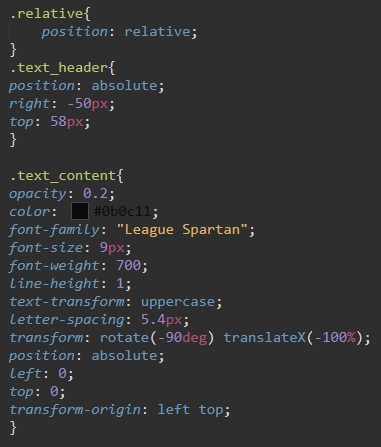 .relative{
    position: relative;
}
.text_header{
position: absolute;
right: -50px;
top: 58px;
}

.text_content{
opacity: 0.2;
color: #0b0c11;
font-family: "League Spartan";
font-size: 9px;
font-weight: 700;
line-height: 1;
text-transform: uppercase;
letter-spacing: 5.4px;
transform: rotate(-90deg) translateX(-100%);
position: absolute;
left: 0;
top: 0;
transform-origin: left top;
}